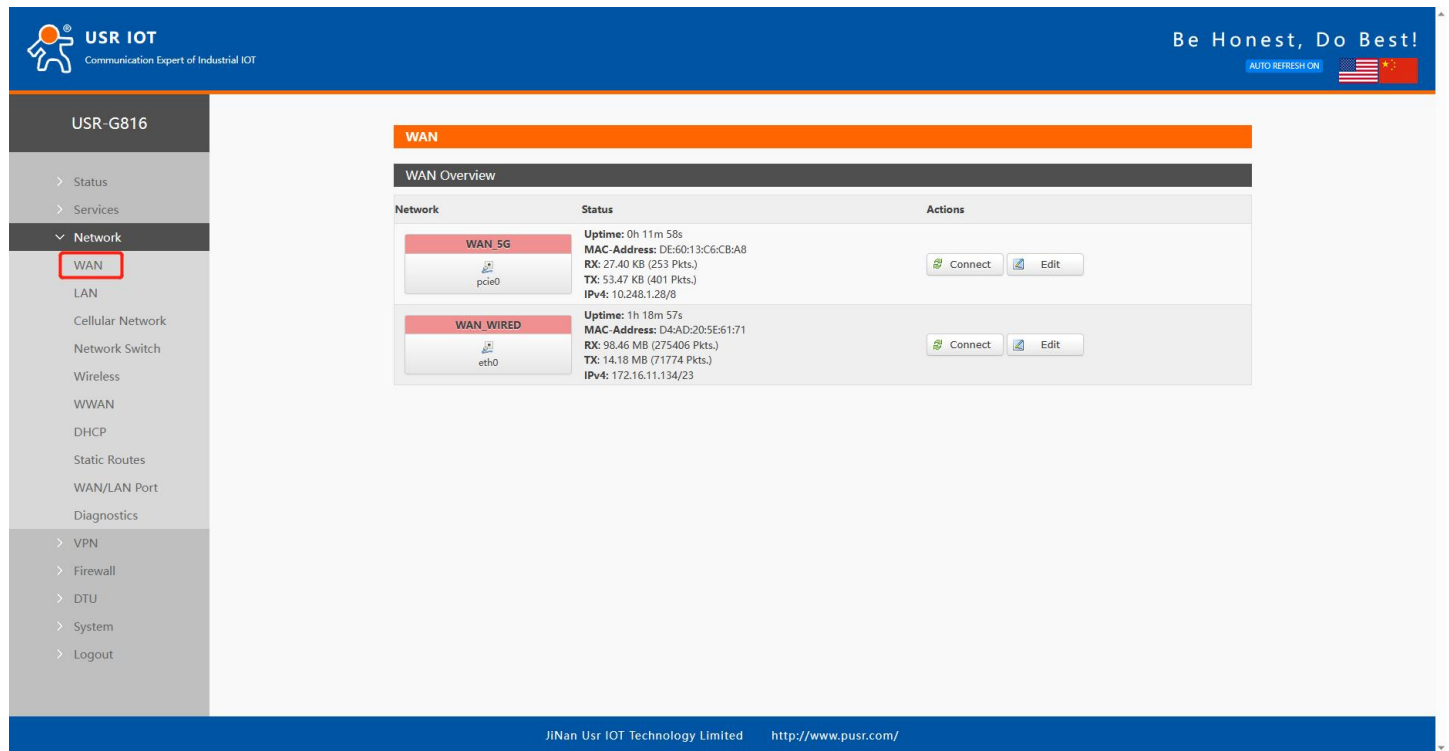 USR IOT
Communication Expert of Industrial IOT
Be Honest, Do Best!
AUTO REFRESH ON
USR-G816
Status
Services
Network
WAN
LAN
Cellular Network
Network Switch
Wireless
WWAN
DHCP
Static Routes
WAN/LAN Port
Diagnostics
VPN
Firewall
DTU
System
Logout
WAN
WAN Overview
Network Status Actions
WAN_5G
pcie0
Uptime: 0h 11m 58s
MAC-Address: DE:60:13:C6:CB:A8
RX: 27.40 KB (253 Pkts.)
TX: 53.47 KB (401 Pkts.)
IPv4: 10.248.1.28/8
Connect Edit
WAN_WIRED
eth0
Uptime: 1h 18m 57s
MAC-Address: D4:AD:20:5E:61:71
RX: 98.46 MB (275406 Pkts.)
TX: 14.18 MB (71774 Pkts.)
IPv4: 172.16.11.134/23
Connect Edit
JiNan Usr IOT Technology Limited http://www.pusr.com/